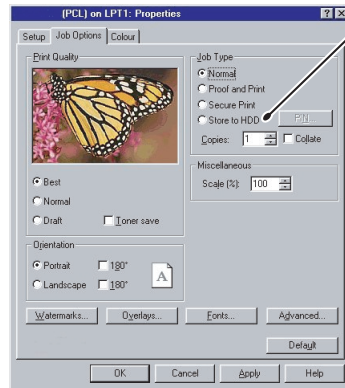 (PCL) on LPT1: Properties
Setup Job Options Colour
Print Quality
Best
Normal
Draft Toner save
Orientation
Portrait 180°
Landscape 180°
A
Job Type
Normal
Proof and Print
Secure Print
Store to HDD PIN...
Copies: 1 Collate
Miscellaneous
Scale (%): 100
Watermarks... Overlays... Fonts... Advanced...
Default
OK Cancel Apply Help